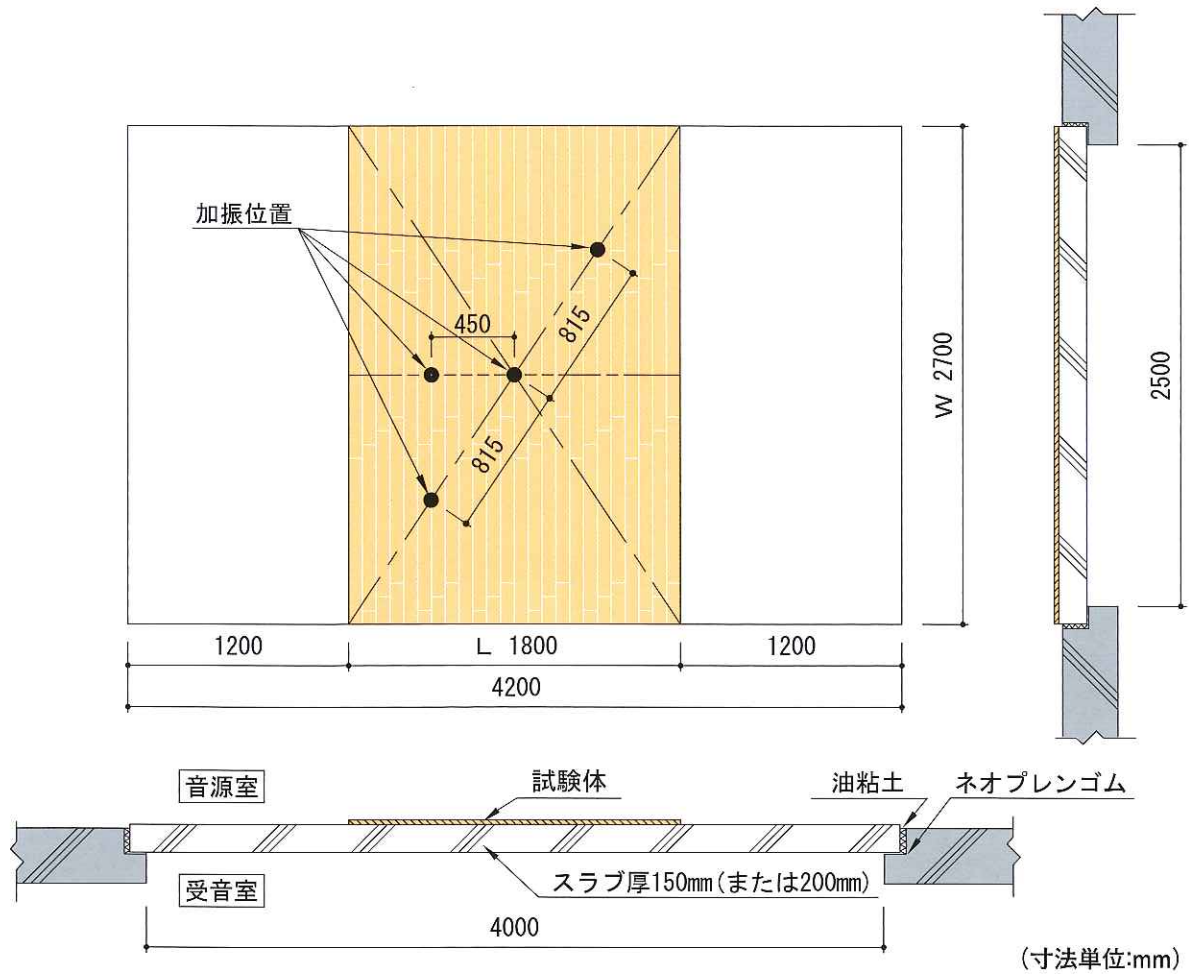 加振位置
450
815
815
W 2700
2500
1200
L 1800
1200
4200
音源室
試験体
油粘土
ネオプレンゴム
受音室
スラブ厚150mm(または200mm)
4000
(寸法単位:mm)